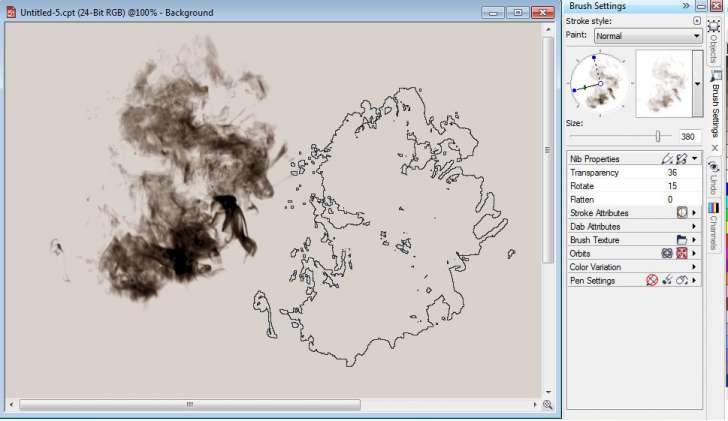 Untitled-5.cpt (24-Bit RGB) @100% - Background
Brush Settings
Stroke style:
Paint: Normal
Size:
380
Nib Properties
Transparency 36
Rotate 15
Flatten 0
Stroke Attributes
Dab Attributes
Brush Texture
Orbits
Color Variation
Pen Settings
Objects
Brush Settings
Undo
Channels